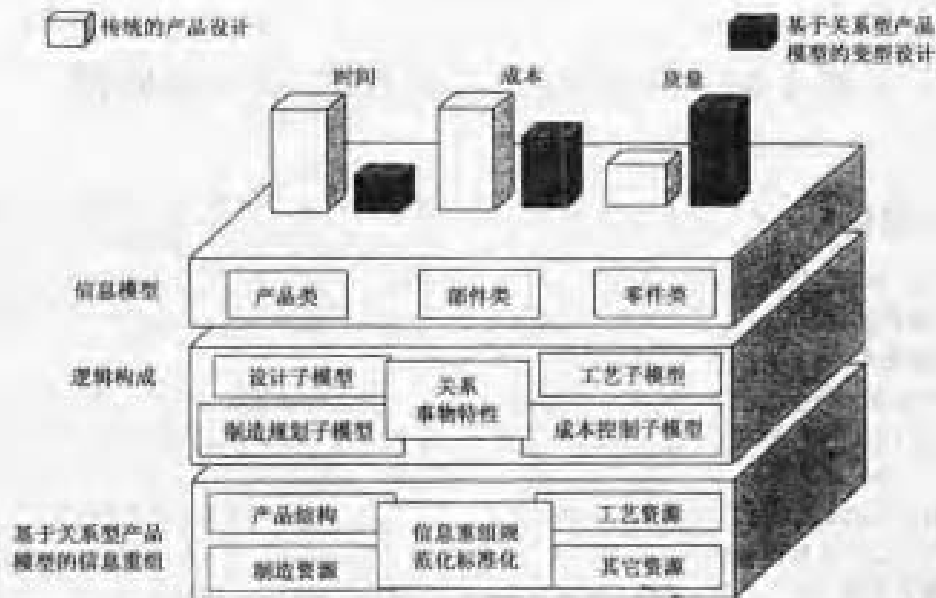 传统的产品设计
基于关系型产品
模型的变型设计
时间
成本
质量
信息模型
产品类
部件类
零件类
逻辑构成
设计子模型
关系
事物特性
工艺子模型
制造规划子模型
成本控制子模型
基于关系型产品
模型的信息重组
产品结构
信息重组规
范化标准化
工艺资源
制造资源
其它资源